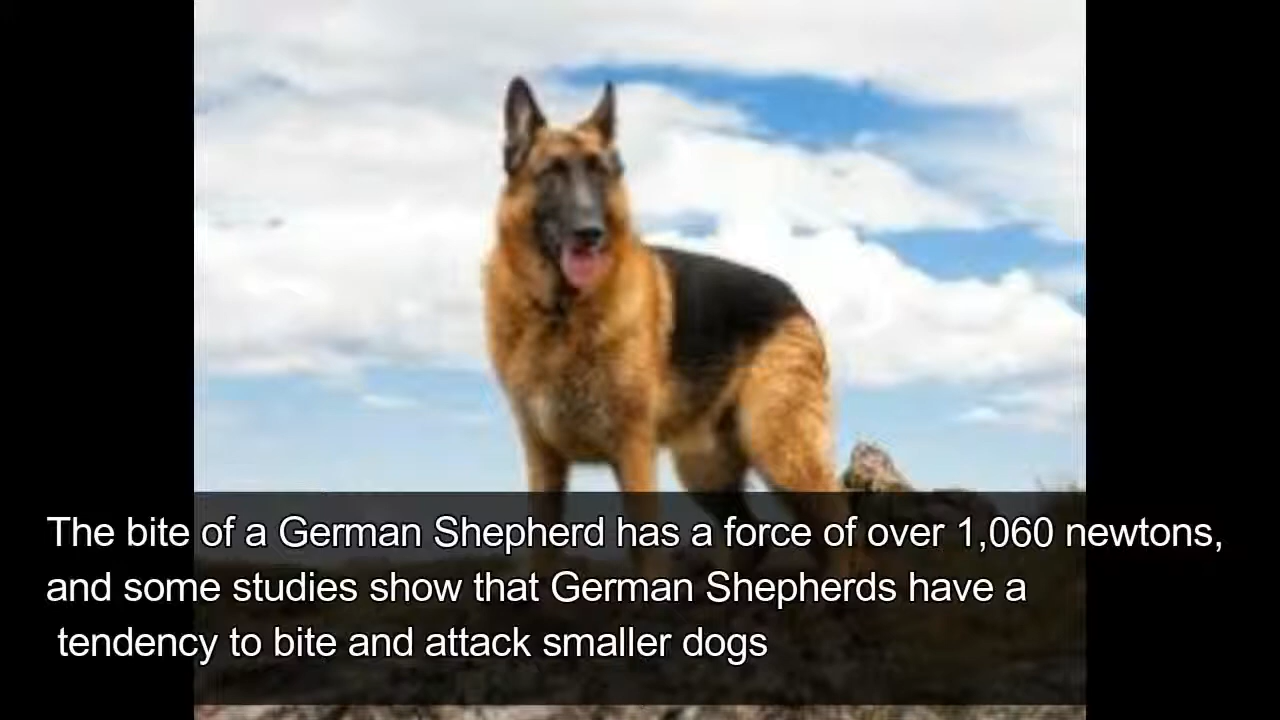 The bite of a German Shepherd has a force of over 1,060 newtons,
and some studies show that German Shepherds have a
tendency to bite and attack smaller dogs